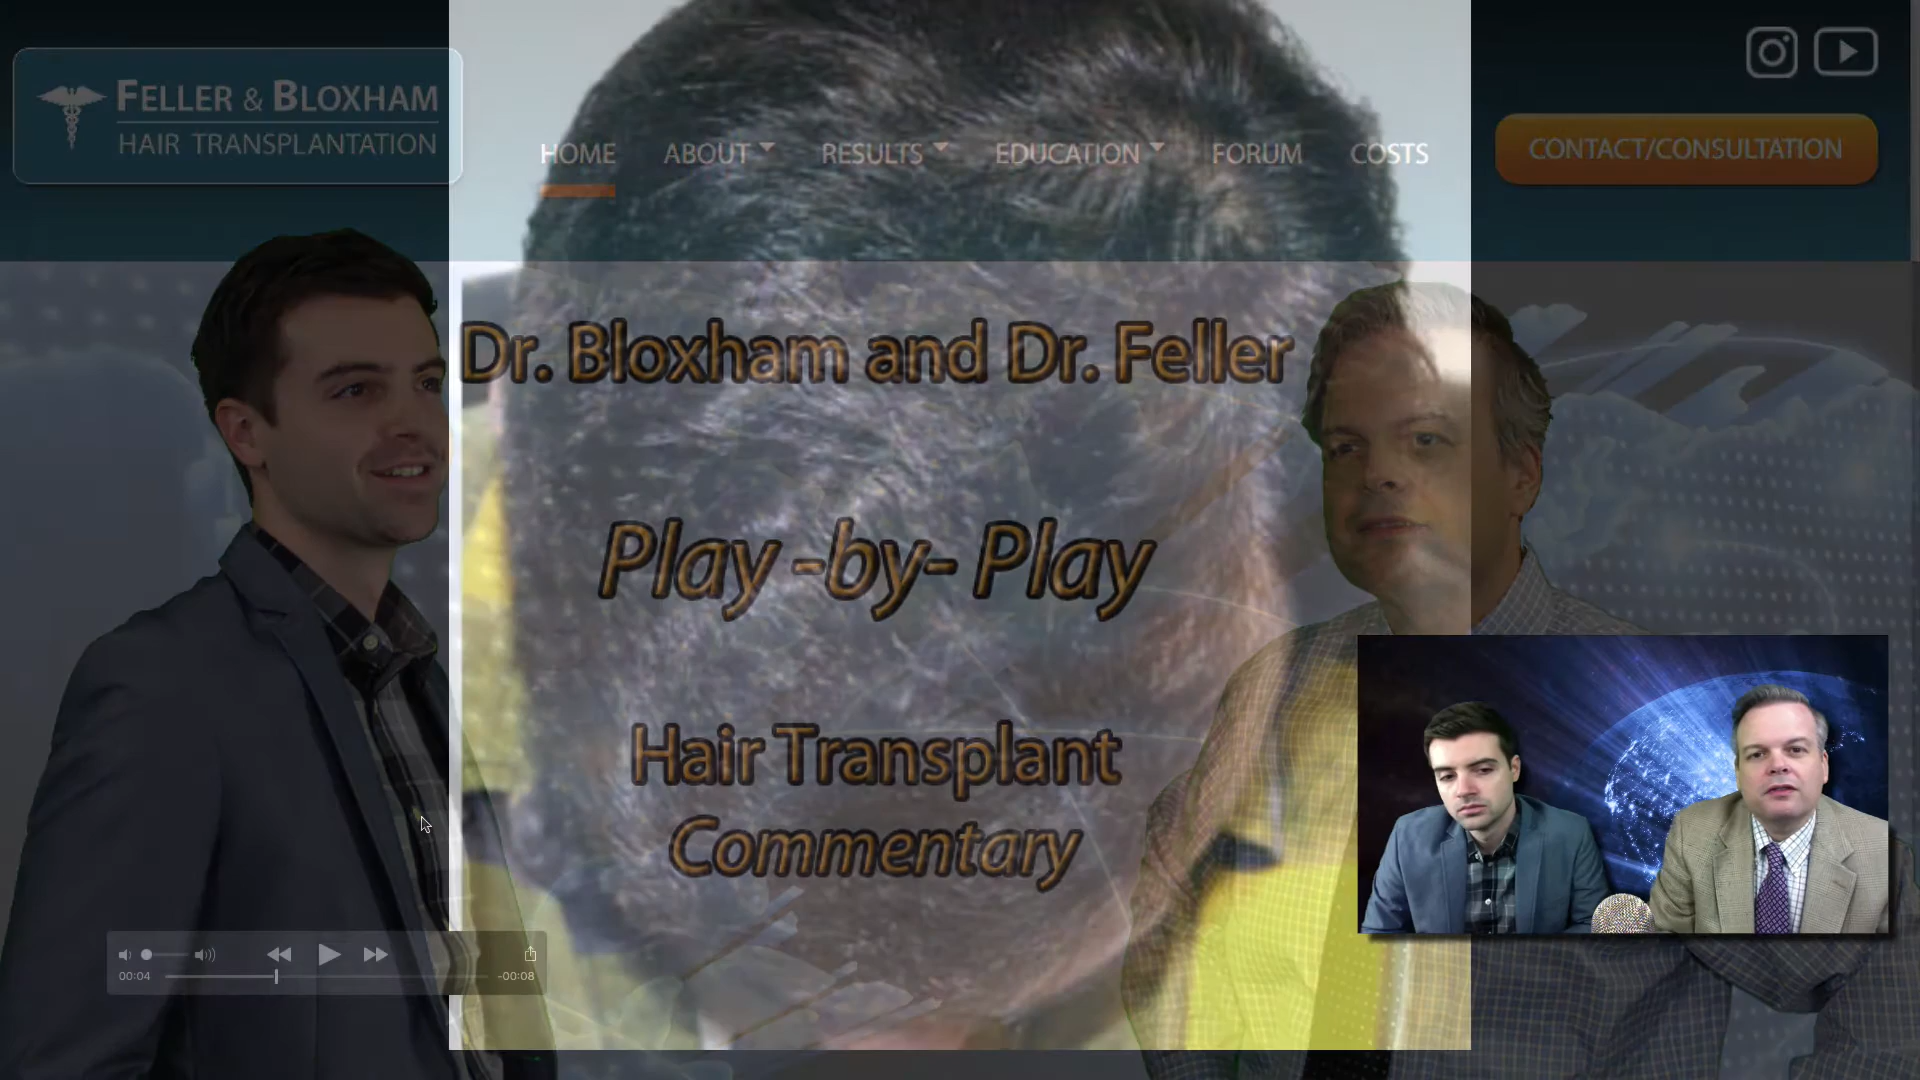 FELLER & BLOXHAM
HAIR TRANSPLANTATION
HOME ABOUT RESULTS EDUCATION FORUM COSTS
CONTACT/CONSULTATION
Dr. Bloxham and Dr. Feller
Play -by- Play
Hair Transplant
Commentary
00:04 -00:08